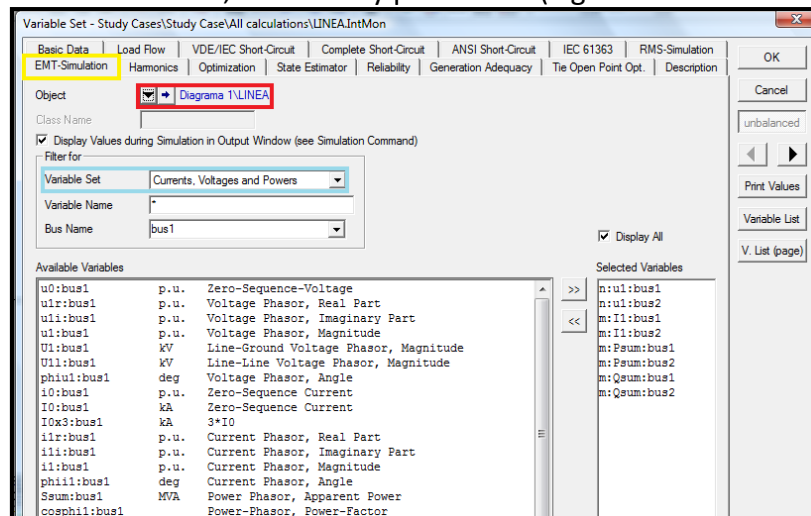 Variable Set - Study Cases\Study Case\All calculations\LINEA.IntMon
Basic Data Load Flow VDE/IEC Short-Circuit Complete Short-Circuit ANSI Short-Circuit IEC 61363 RMS-Simulation
EMT-Simulation Harmonics Optimization State Estimator Reliability Generation Adequacy Tie Open Point Opt. Description
OK
Object Diagrama 1\LINEA
Cancel
Class Name
unbalanced
Display Values during Simulation in Output Window (see Simulation Command)
Filter for
Variable Set Currents, Voltages and Powers
Print Values
Variable Name *
Variable List
Bus Name bus1
Display All
V. List (page)
Available Variables Selected Variables
u0:bus1 p.u. Zero-Sequence-Voltage >> n:u1:bus1
u1r:bus1 p.u. Voltage Phasor, Real Part n:u1:bus2
u1i:bus1 p.u. Voltage Phasor, Imaginary Part << m:I1:bus1
u1:bus1 p.u. Voltage Phasor, Magnitude m:I1:bus2
U1:bus1 kV Line-Ground Voltage Phasor, Magnitude m:Psum:bus1
U1l:bus1 kV Line-Line Voltage Phasor, Magnitude m:Psum:bus2
phiu1:bus1 deg Voltage Phasor, Angle m:Qsum:bus1
i0:bus1 p.u. Zero-Sequence Current m:Qsum:bus2
I0:bus1 kA Zero-Sequence Current
I0x3:bus1 kA 3*I0
i1r:bus1 p.u. Current Phasor, Real Part
i1i:bus1 p.u. Current Phasor, Imaginary Part
i1:bus1 p.u. Current Phasor, Magnitude
phii1:bus1 deg Current Phasor, Angle
Ssum:bus1 MVA Power Phasor, Apparent Power
cosphi1:bus1 Power-Phasor, Power-Factor